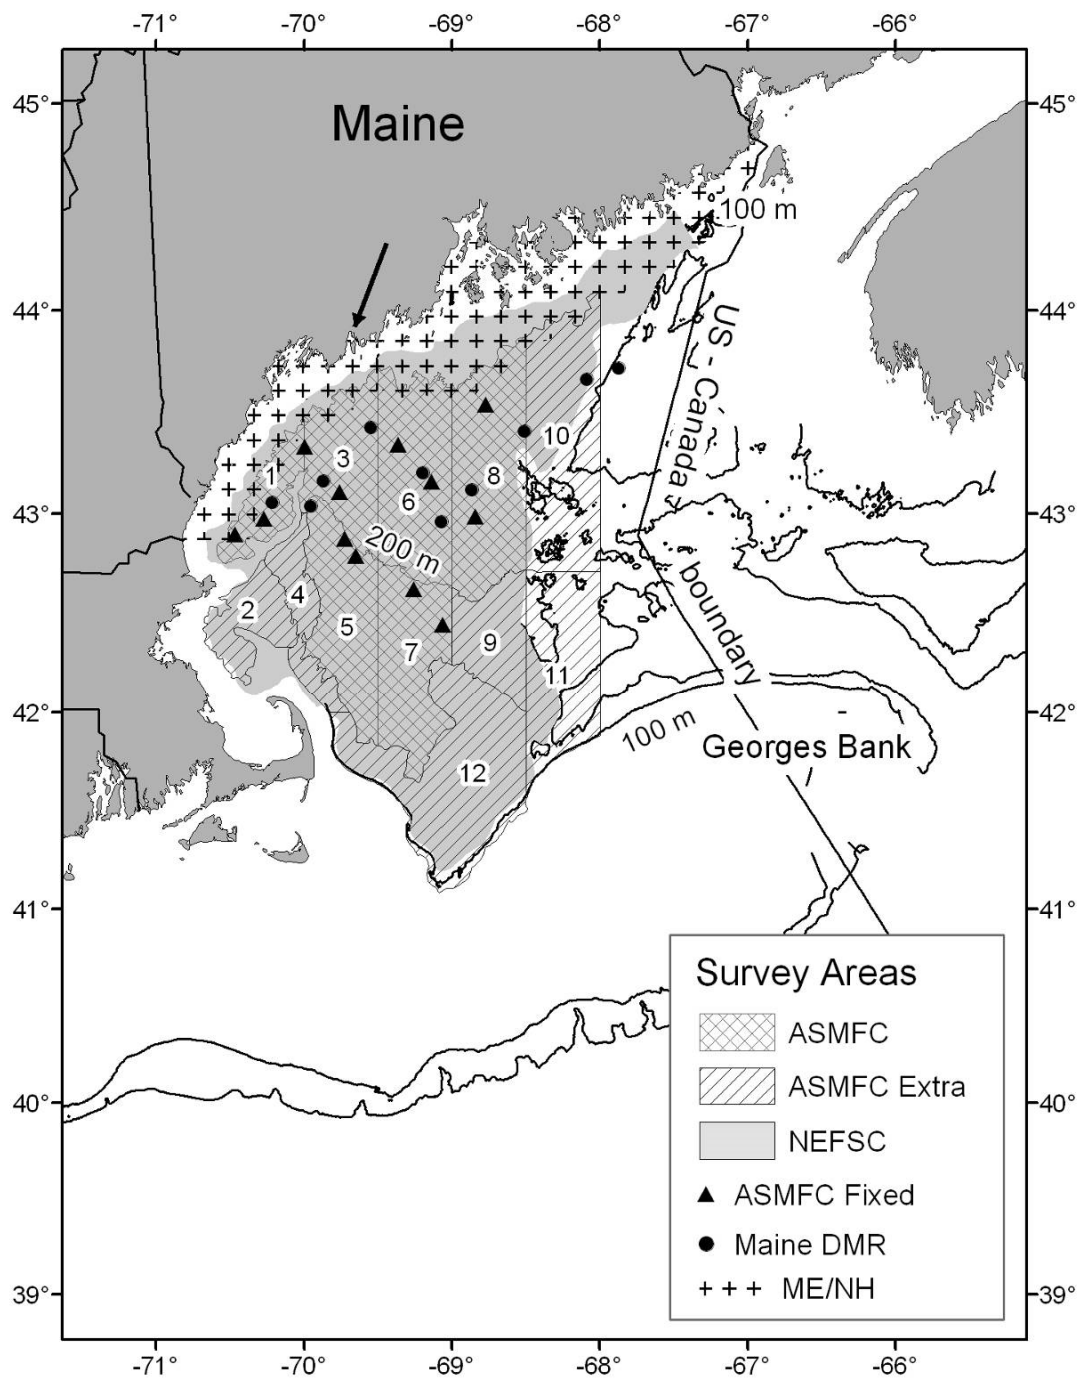 -71° -70° -69° -68° -67° -66°
45° 45°
Maine
100 m
44° 44°
US - Canada
boundary
10
3
1
8
6
43° 43°
200 m
4
2
5
9
7
11
42° 42°
100 m
Georges Bank
12
41° 41°
Survey Areas
ASMFC
ASMFC Extra
40° 40°
NEFSC
ASMFC Fixed
Maine DMR
ME/NH
39° 39°
-71° -70° -69° -68° -67° -66°